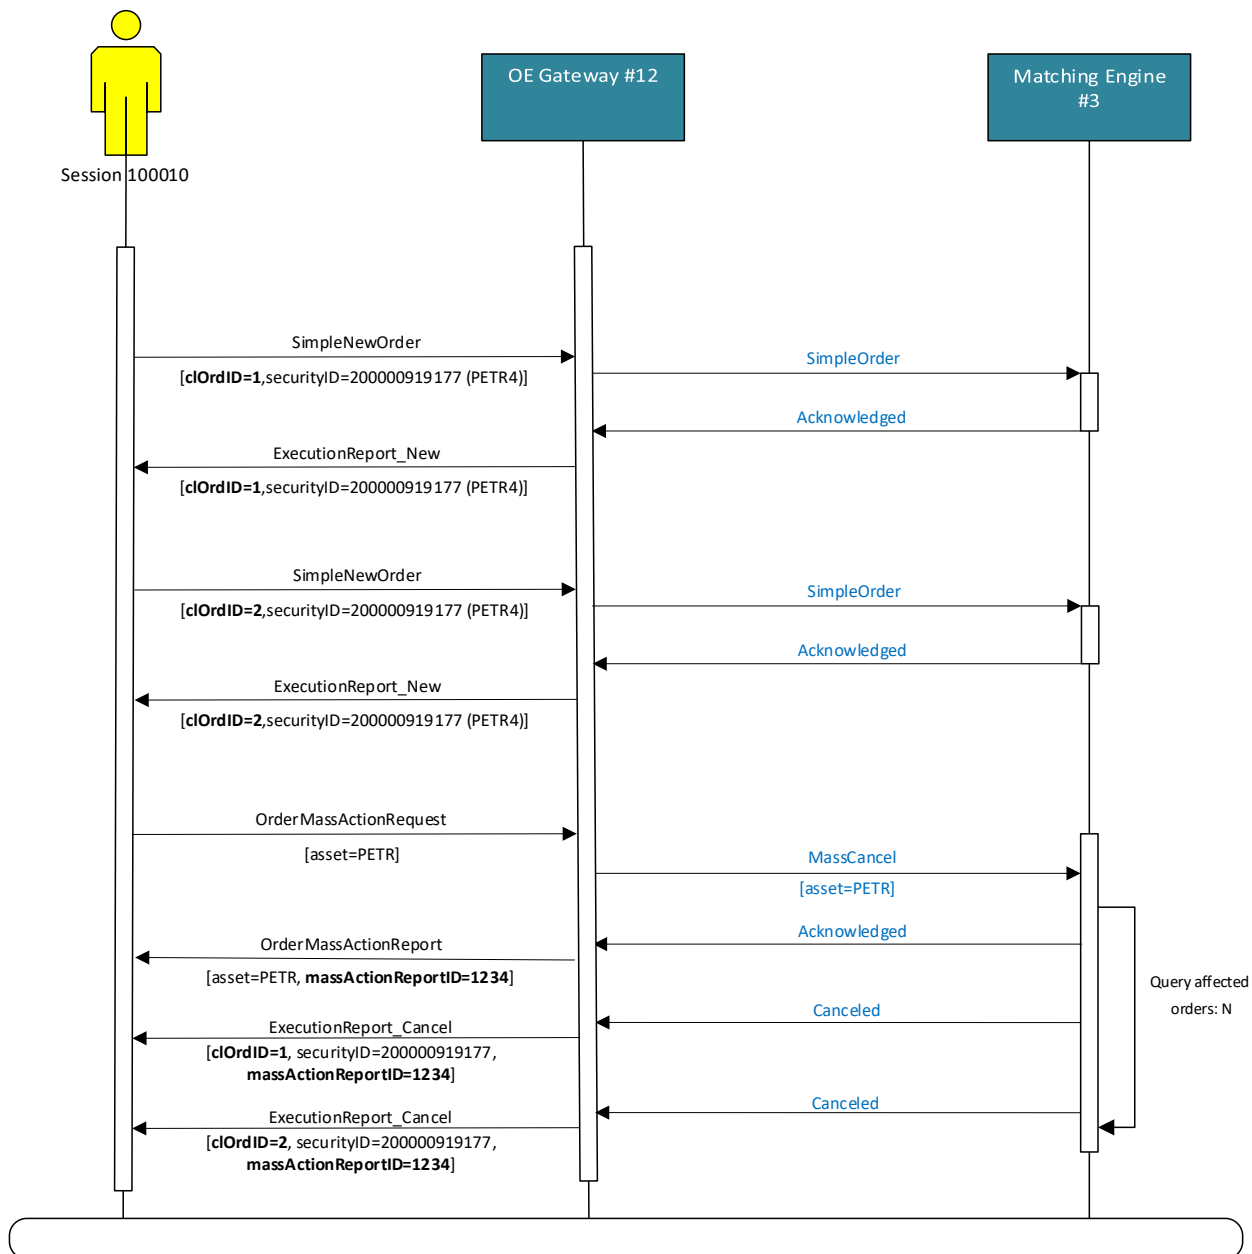 OE Gateway #12
Matching Engine
#3
Session 100010
SimpleNewOrder
[clOrdID=1,securityID=200000919177 (PETR4)]
SimpleOrder
Acknowledged
ExecutionReport_New
[clOrdID=1,securityID=200000919177 (PETR4)]
SimpleNewOrder
[clOrdID=2,securityID=200000919177 (PETR4)]
SimpleOrder
Acknowledged
ExecutionReport_New
[clOrdID=2,securityID=200000919177 (PETR4)]
OrderMassActionRequest
[asset=PETR]
MassCancel
[asset=PETR]
Acknowledged
OrderMassActionReport
[asset=PETR, massActionReportID=1234]
Query affected
orders: N
Canceled
ExecutionReport_Cancel
[clOrdID=1, securityID=200000919177,
massActionReportID=1234]
Canceled
ExecutionReport_Cancel
[clOrdID=2, securityID=200000919177,
massActionReportID=1234]